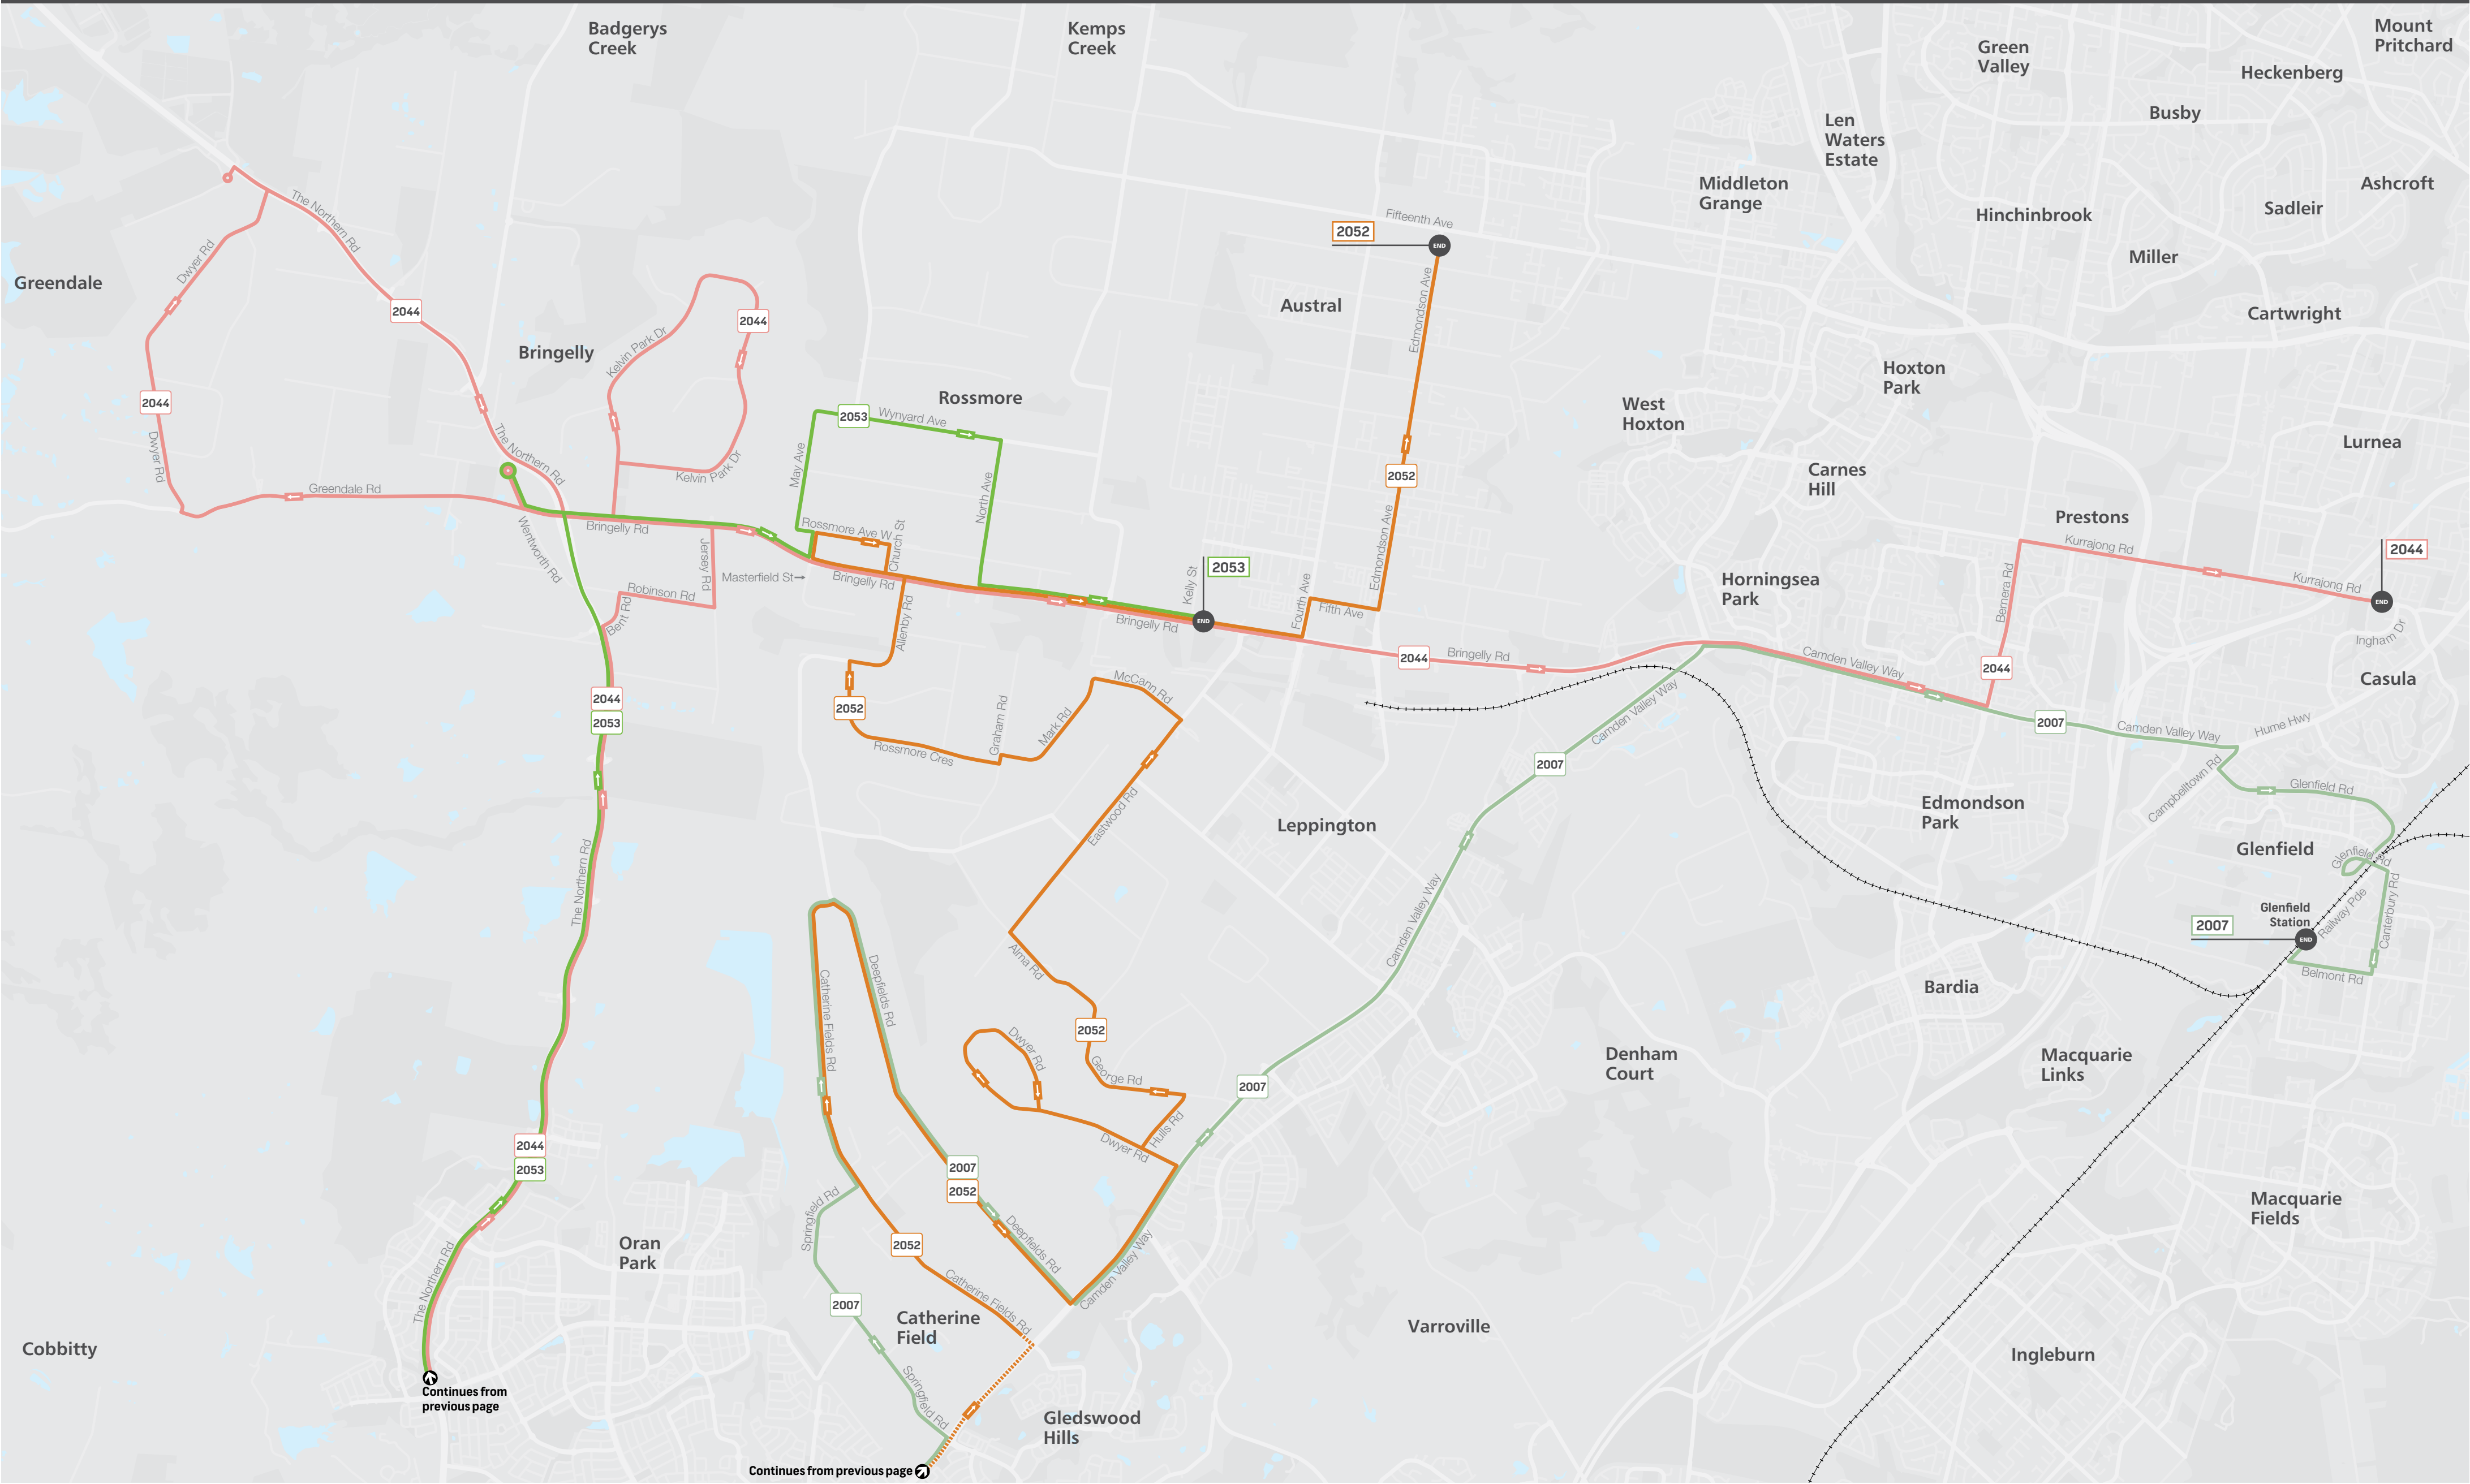 Badgerys
Creek
Kemps
Creek
Mount
Pritchard
Green
Valley
Heckenberg
Busby
Len
Waters
Estate
Middleton
Grange
Ashcroft
Sadleir
Hinchinbrook
Miller
The Northern Rd
Fifteenth Ave
2052
END
Dwyer Rd
Greendale
2044
Austral
Edmondson Ave
Cartwright
2044
Kelvin Park Dr
Bringelly
Hoxton
Park
2044
Rossmore
West
Hoxton
2053
Wynyard Ave
Lurnea
Dwyer Rd
The Northern Rd
May Ave
Kelvin Park Dr
2052
Carnes
Hill
Greendale Rd
North Ave
Prestons
Wentworth Rd
Bringelly Rd
Rossmore Ave W
Church St
Edmondson Ave
Kurrajong Rd
2044
Jersey Rd
Masterfield St→
Bringelly Rd
Kelly St
2053
Horningsea
Park
Bernera Rd
Kurrajong Rd
END
Robinson Rd
Bent Rd
Allenby Rd
Bringelly Rd
END
Fourth Ave
Fifth Ave
Ingham Dr
2044
Bringelly Rd
Camden Valley Way
2044
Casula
2044
2053
2052
McCann Rd
Camden Valley Way
2007
Camden Valley Way
Hume Hwy
Rossmore Cres
Graham Rd
Mark Rd
2007
Campbelltown Rd
Glenfield Rd
Eastwood Rd
Leppington
Edmondson
Park
Glenfield
Glenfield Rd
The Northern Rd
Camden Valley Way
Glenfield
Station
2007
END
Railway Pde
Canterbury Rd
Belmont Rd
Alma Rd
Catherine Fields Rd
Deepfields Rd
Bardia
2052
Dwyer Rd
George Rd
2007
Denham
Court
Macquarie
Links
Hulls Rd
Dwyer Rd
2044
2053
2007
2052
Springfield Rd
Macquarie
Fields
Oran
Park
2052
Deepfields Rd
Camden Valley Way
The Northern Rd
Catherine Fields Rd
2007
Catherine
Field
Varroville
Cobbitty
Ingleburn
Springfield Rd
Continues from
previous page
Gledswood
Hills
Continues from previous page